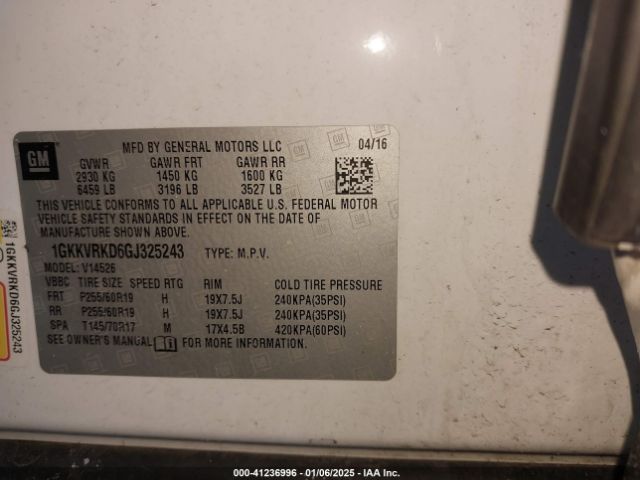 GM
MFD BY GENERAL MOTORS LLC 04/16
GVWR GAWR FRT GAWR RR
2930 KG 1450 KG 1600 KG
6459 LB 3196 LB 3527 LB
THIS VEHICLE CONFORMS TO ALL APPLICABLE U.S. FEDERAL MOTOR
VEHICLE SAFETY STANDARDS IN EFFECT ON THE DATE OF
MANUFACTURE SHOWN ABOVE.
1GKKVRKD6GJ325243 TYPE: M.P.V.
MODEL: V14526
VBBC TIRE SIZE SPEED RTG RIM COLD TIRE PRESSURE
FRT P255/60R19 H 19X7.5J 240KPA(35PSI)
RR P255/60R19 H 19X7.5J 240KPA(35PSI)
SPA T145/70R17 M 17X4.5B 420KPA(60PSI)
SEE OWNER'S MANUAL FOR MORE INFORMATION.
1GKKVRKD6GJ325243
000-41236996 - 01/06/2025 - IAA Inc.